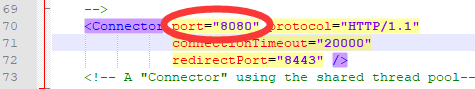 69 -->
70 <Connector port="8080" protocol="HTTP/1.1"
71 connectionTimeout="20000"
72 redirectPort="8443" />
73 <!-- A "Connector" using the shared thread pool-->